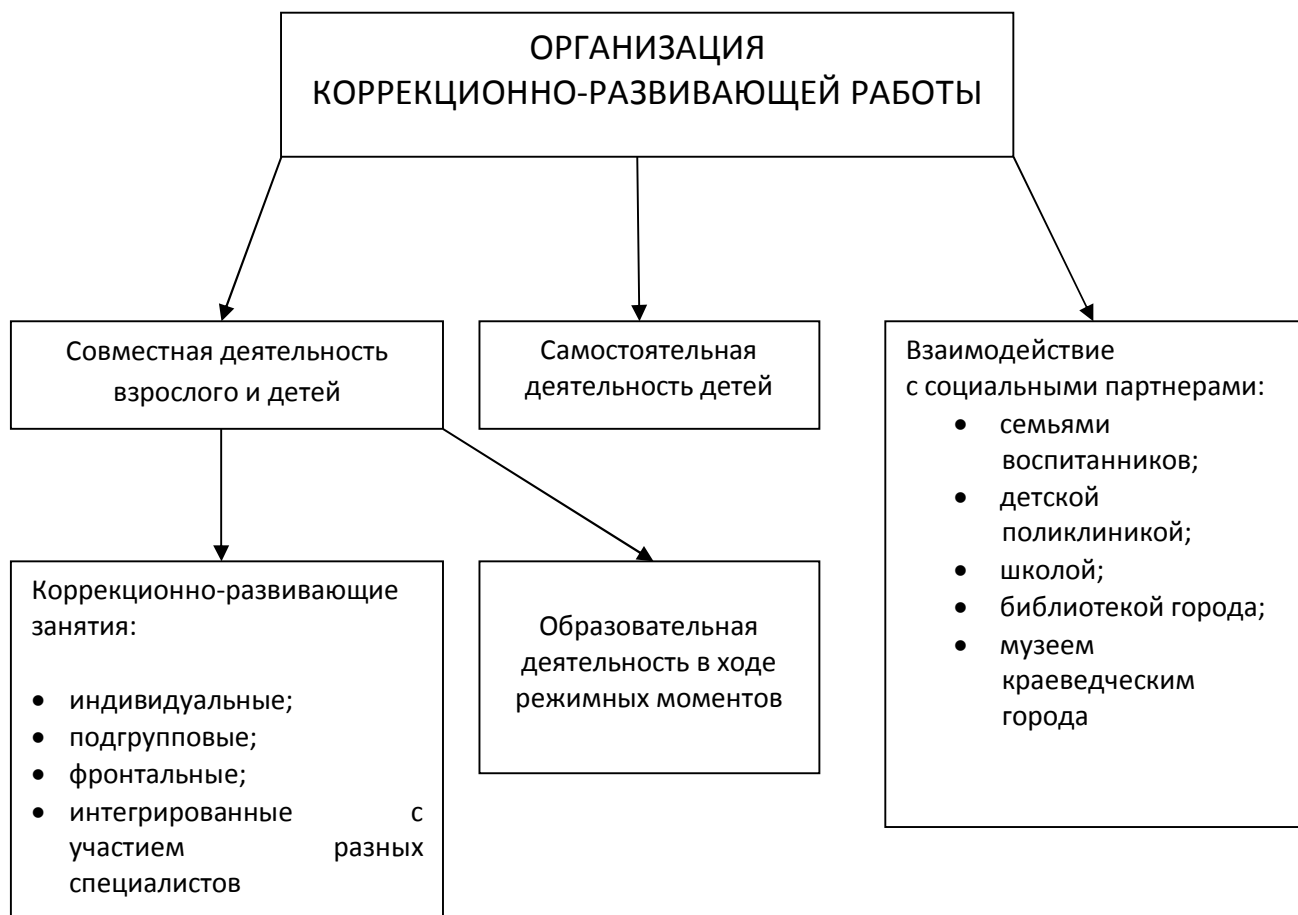 ОРГАНИЗАЦИЯ
КОРРЕКЦИОННО-РАЗВИВАЮЩЕЙ РАБОТЫ
Совместная деятельность
взрослого и детей
Самостоятельная
деятельность детей
Взаимодействие
с социальными партнерами:
• семьями
воспитанников;
• детской
поликлиникой;
• школой;
• библиотекой города;
• музеем
краеведческим
города
Коррекционно-развивающие
занятия:
• индивидуальные;
• подгрупповые;
• фронтальные;
• интегрированные с
участием разных
специалистов
Образовательная
деятельность в ходе
режимных моментов